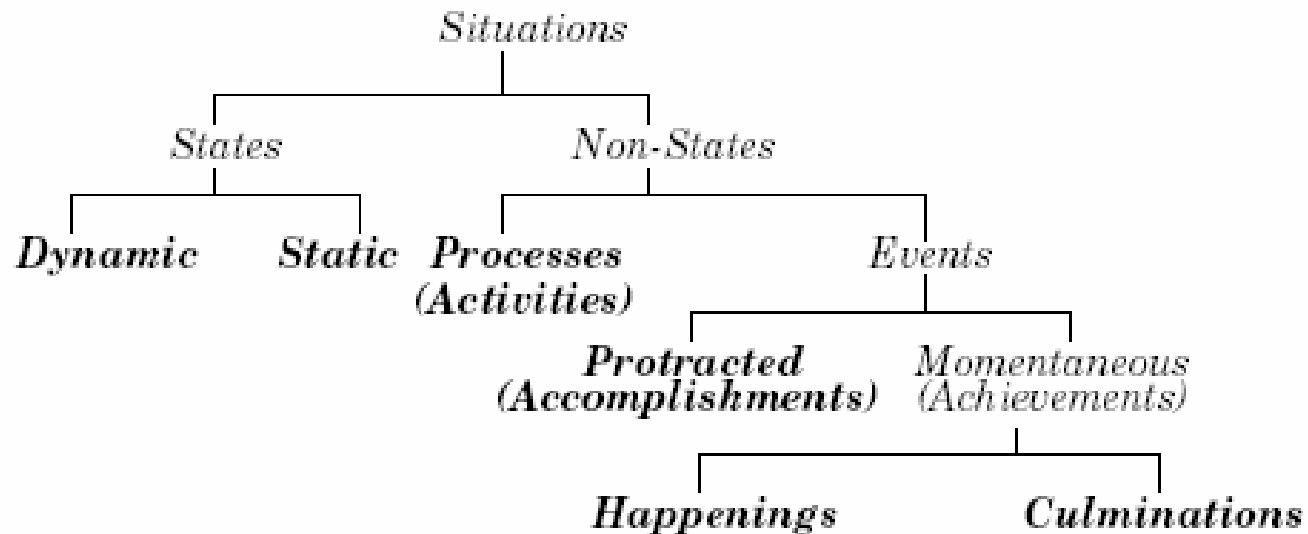 Situations
States Non-States
Dynamic Static Processes Events
(Activities)
Protracted Momentaneous
(Accomplishments) (Achievements)
Happenings Culminations